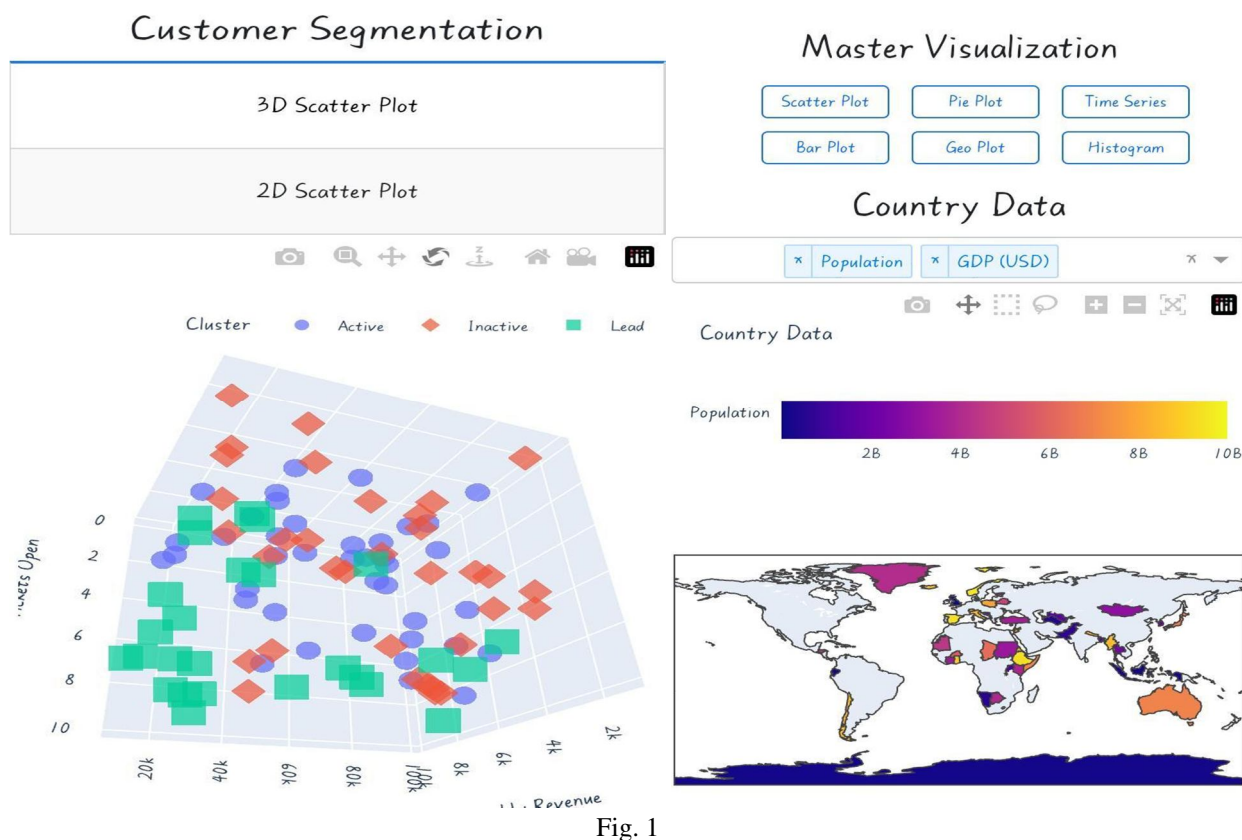 Customer Segmentation
3D Scatter Plot
2D Scatter Plot
Cluster Active Inactive Lead
0
2
4
6
8
10
Open
20k
40k
60k
80k
100k
8k
6k
4k
2k
Revenue
Master Visualization
Scatter Plot Pie Plot Time Series
Bar Plot Geo Plot Histogram
Country Data
× Population × GDP (USD) ×
Country Data
Population
2B 4B 6B 8B 10B
Fig. 1